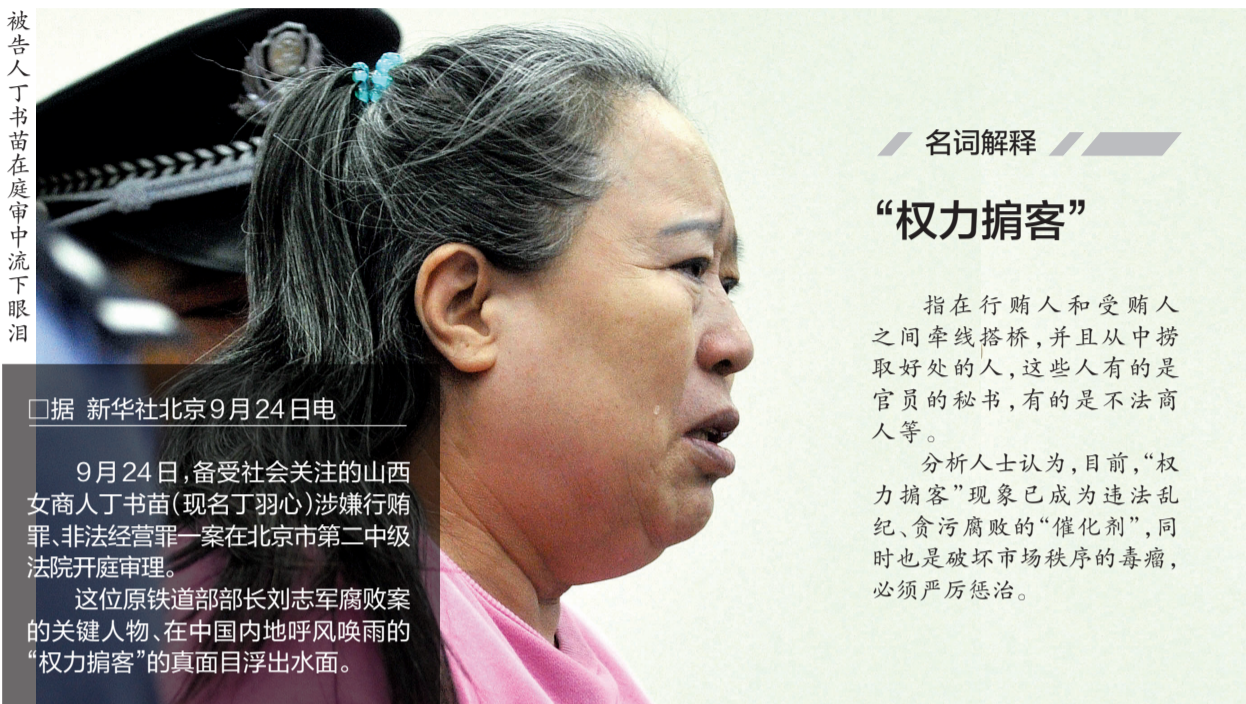 被告人丁书苗在庭审中流下眼泪
□据 新华社北京9月24日电
9月24日,备受社会关注的山西
女商人丁书苗(现名丁羽心)涉嫌行贿
罪、非法经营罪一案在北京市第二中级
法院开庭审理。
这位原铁道部部长刘志军腐败案
的关键人物、在中国内地呼风唤雨的
“权力掮客”的真面目浮出水面。
名词解释
“权力掮客”
指在行贿人和受贿人
之间牵线搭桥,并且从中捞
取好处的人,这些人有的是
官员的秘书,有的是不法商
人等。
分析人士认为,目前,“权
力掮客”现象已成为违法乱
纪、贪污腐败的“催化剂”,同
时也是破坏市场秩序的毒瘤,
必须严厉惩治。